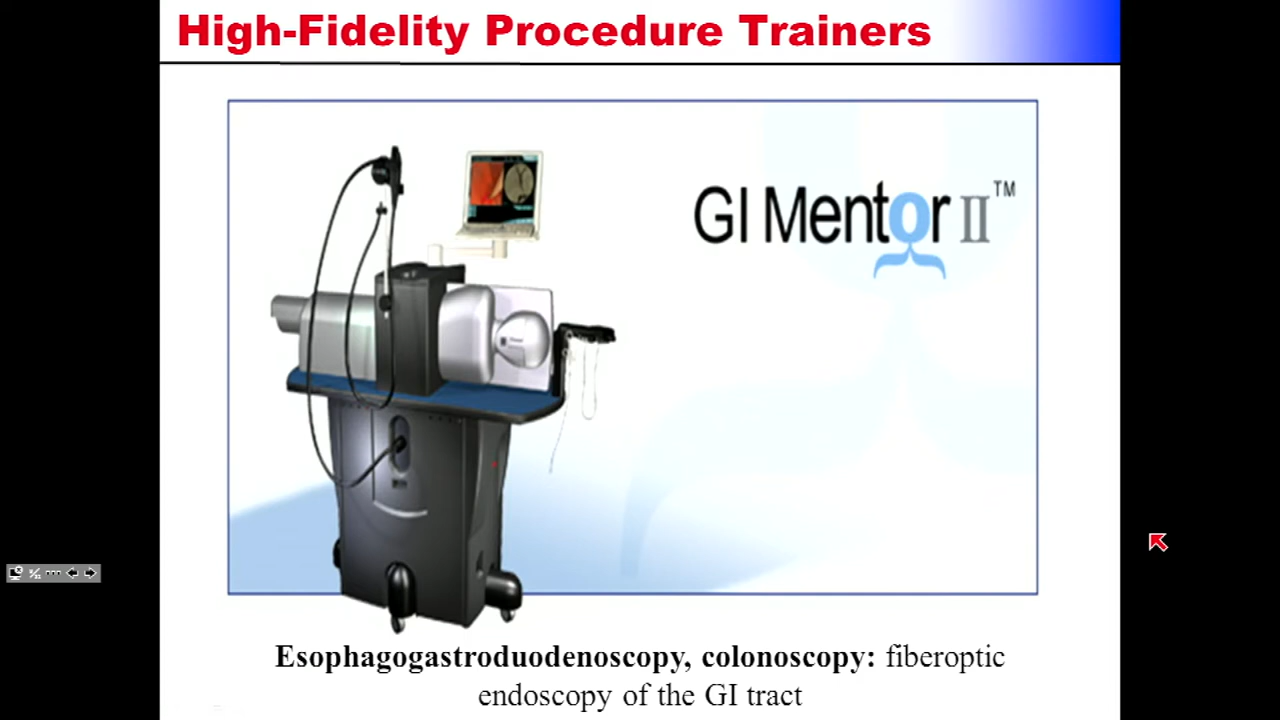 High-Fidelity Procedure Trainers
GI Mentor II™
Esophagogastroduodenoscopy, colonoscopy: fiberoptic
endoscopy of the GI tract